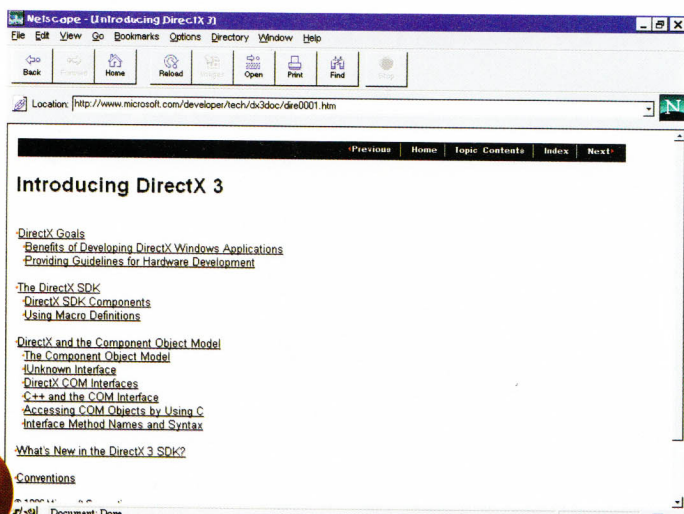 Netscape - (Introducing DirectX 3)
File Edit View Go Bookmarks Options Directory Window Help
Back Forward Home Reload Images Open Print Find Stop
Location: http://www.microsoft.com/developer/tech/dx3doc/dire0001.htm
N
Previous Home Topic Contents Index Next
Introducing DirectX 3
DirectX Goals
Benefits of Developing DirectX Windows Applications
Providing Guidelines for Hardware Development
The DirectX SDK
DirectX SDK Components
Using Macro Definitions
DirectX and the Component Object Model
The Component Object Model
IUnknown Interface
DirectX COM Interfaces
C++ and the COM Interface
Accessing COM Objects by Using C
Interface Method Names and Syntax
What's New in the DirectX 3 SDK?
Conventions
Document: Done